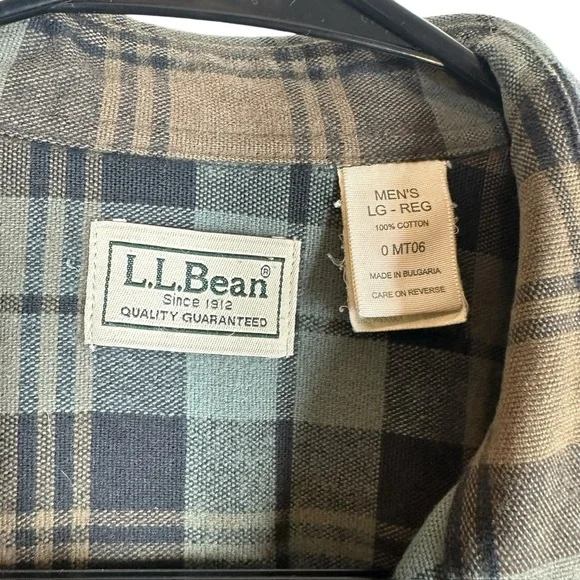 L.L.Bean®
Since 1912
QUALITY GUARANTEED
MEN'S
LG - REG
100% COTTON
0 MT06
MADE IN BULGARIA
CARE ON REVERSE